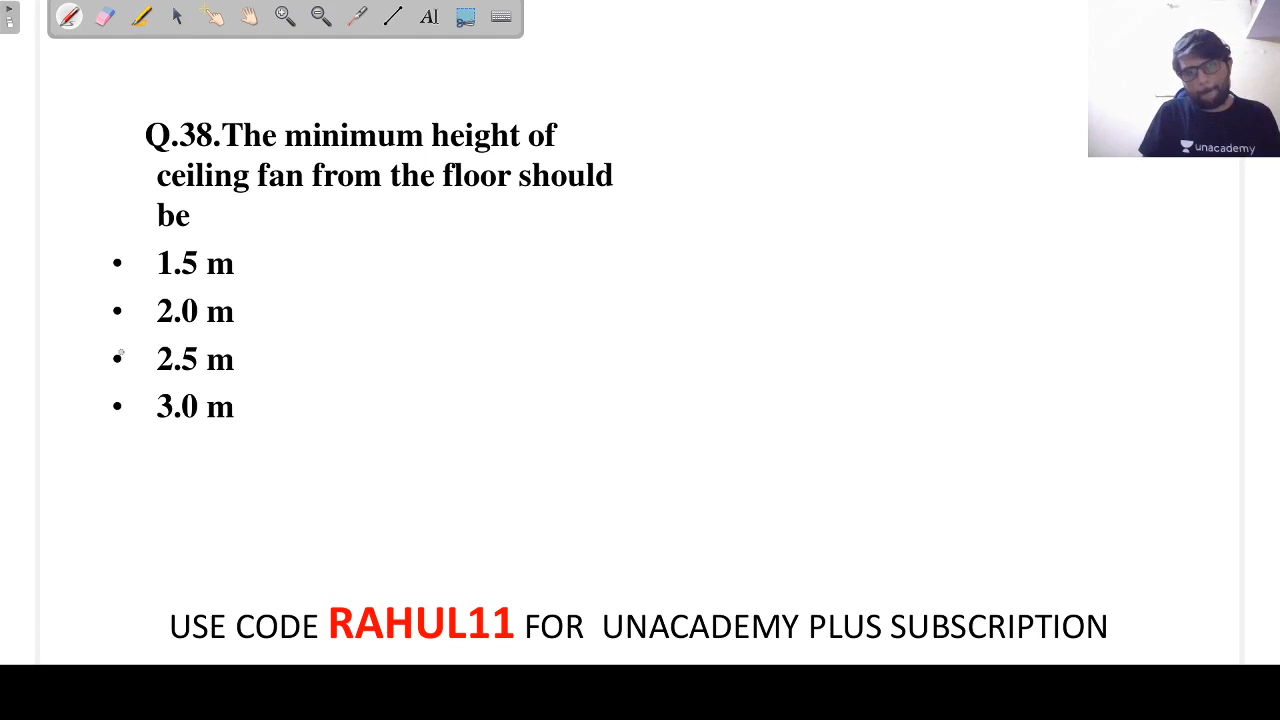 AI
unacademy
Q.38.The minimum height of
ceiling fan from the floor should
be
• 1.5 m
• 2.0 m
• 2.5 m
• 3.0 m
USE CODE RAHUL11 FOR UNACADEMY PLUS SUBSCRIPTION